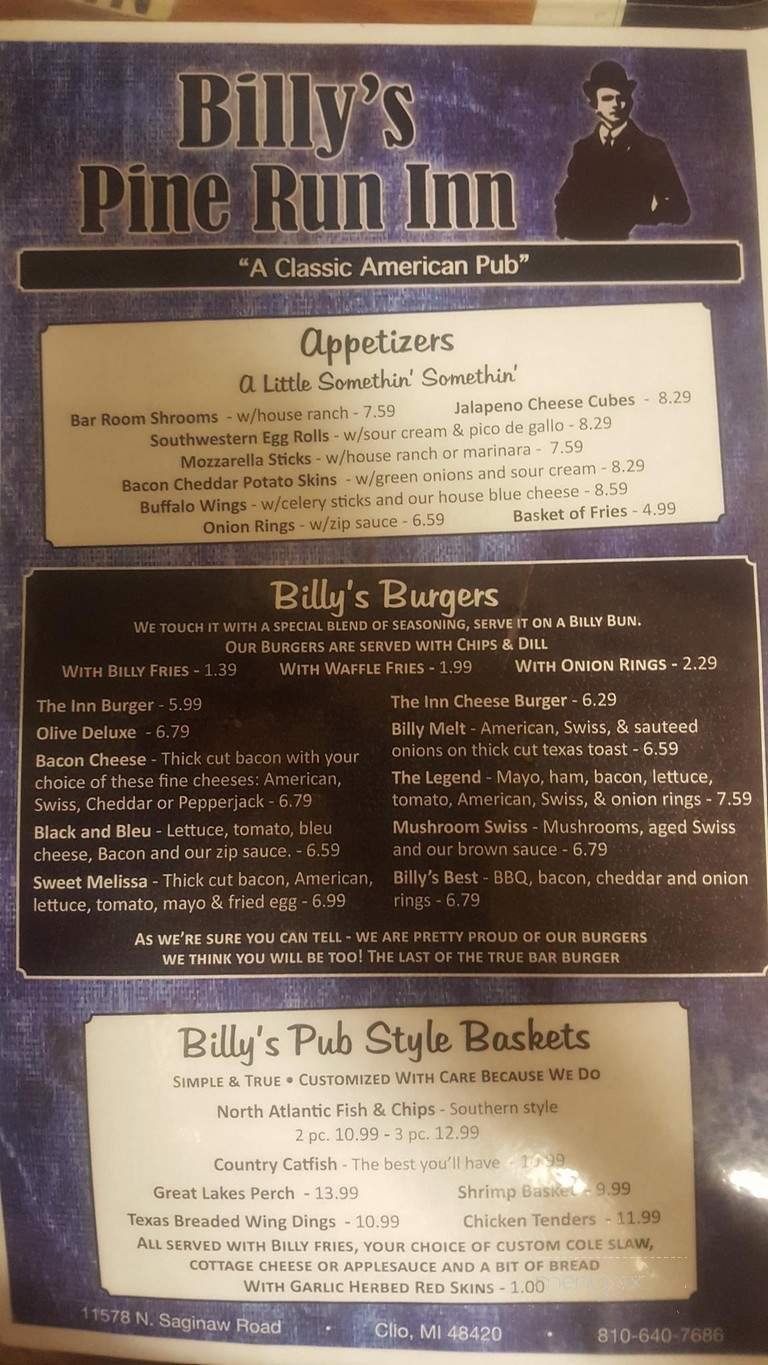 Billy's
Pine Run Inn
"A Classic American Pub"
Appetizers
A Little Somethin' Somethin'
Bar Room Shrooms - w/house ranch - 7.59 Jalapeno Cheese Cubes - 8.29
Southwestern Egg Rolls - w/sour cream & pico de gallo - 8.29
Mozzarella Sticks - w/house ranch or marinara - 7.59
Bacon Cheddar Potato Skins - w/green onions and sour cream - 8.29
Buffalo Wings - w/celery sticks and our house blue cheese - 8.59
Onion Rings - w/zip sauce - 6.59 Basket of Fries - 4.99
Billy's Burgers
We touch it with a special blend of seasoning, serve it on a Billy Bun.
Our Burgers are served with Chips & Dill
With Billy Fries - 1.39 With Waffle Fries - 1.99 With Onion Rings - 2.29
The Inn Burger - 5.99
Olive Deluxe - 6.79
Bacon Cheese - Thick cut bacon with your
choice of these fine cheeses: American,
Swiss, Cheddar or Pepperjack - 6.79
Black and Bleu - Lettuce, tomato, bleu
cheese, Bacon and our zip sauce. - 6.59
Sweet Melissa - Thick cut bacon, American,
lettuce, tomato, mayo & fried egg - 6.99
The Inn Cheese Burger - 6.29
Billy Melt - American, Swiss, & sauteed
onions on thick cut texas toast - 6.59
The Legend - Mayo, ham, bacon, lettuce,
tomato, American, Swiss, & onion rings - 7.59
Mushroom Swiss - Mushrooms, aged Swiss
and our brown sauce - 6.79
Billy's Best - BBQ, bacon, cheddar and onion
rings - 6.79
As we're sure you can tell - we are pretty proud of our burgers
we think you will be too! The last of the true bar burger
Billy's Pub Style Baskets
Simple & True • Customized With Care Because We Do
North Atlantic Fish & Chips - Southern style
2 pc. 10.99 - 3 pc. 12.99
Country Catfish - The best you'll have -
Great Lakes Perch - 13.99 Shrimp Basket - 9.99
Texas Breaded Wing Dings - 10.99 Chicken Tenders - 11.99
All served with Billy fries, your choice of custom cole slaw,
cottage cheese or applesauce and a bit of bread
With Garlic Herbed Red Skins - 1.00
11578 N. Saginaw Road • Clio, MI 48420 • 810-640-7686